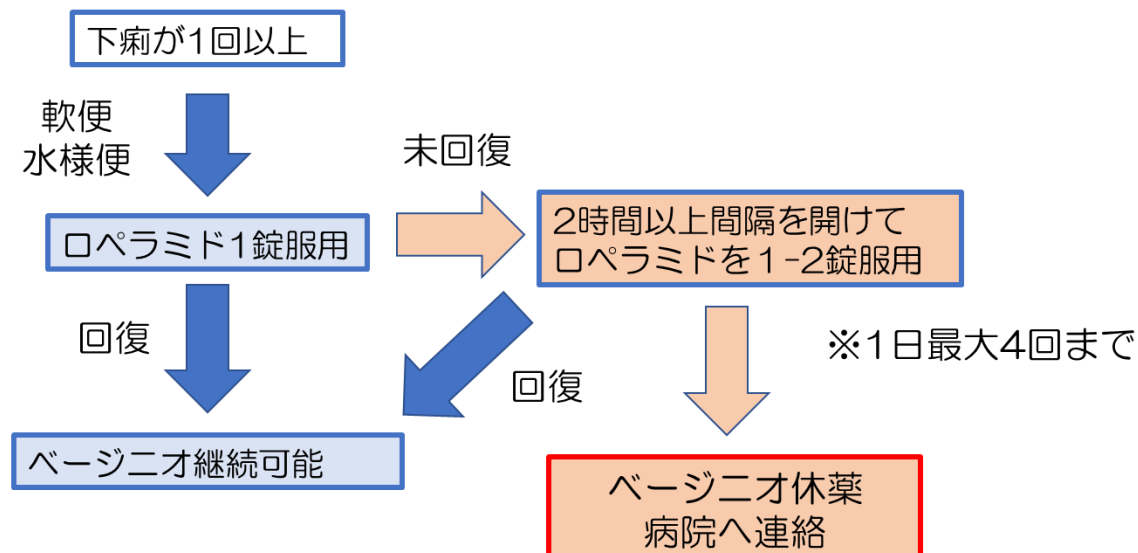 下痢が1回以上
軟便
水様便
未回復
ロペラミド1錠服用
2時間以上間隔を開けて
ロペラミドを1-2錠服用
回復
回復
※1日最大4回まで
ベージニオ継続可能
ベージニオ休薬
病院へ連絡